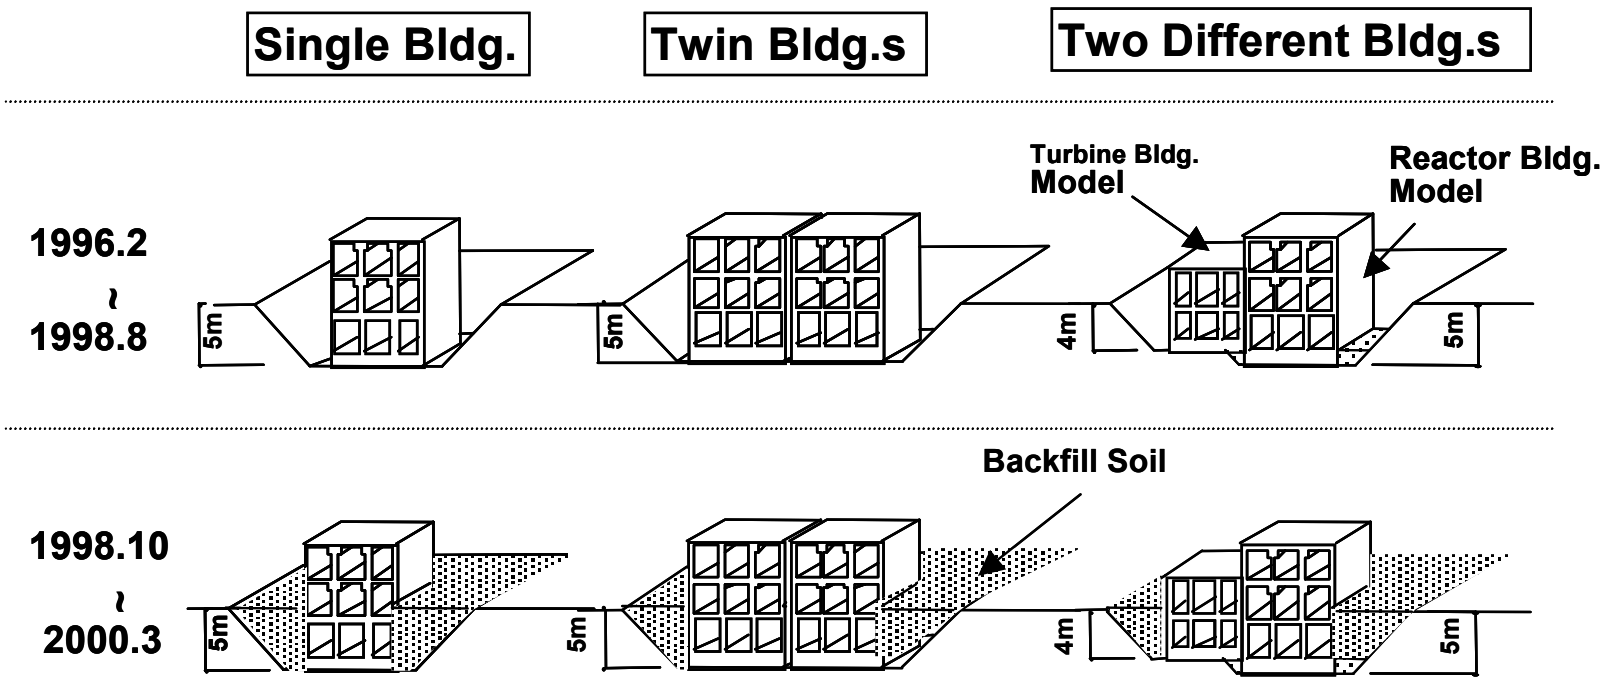 Single Bldg.
Twin Bldg.s
Two Different Bldg.s
Turbine Bldg.
Model
Reactor Bldg.
Model
1996.2
~
1998.8
5m
5m
4m
5m
Backfill Soil
1998.10
~
2000.3
5m
5m
4m
5m